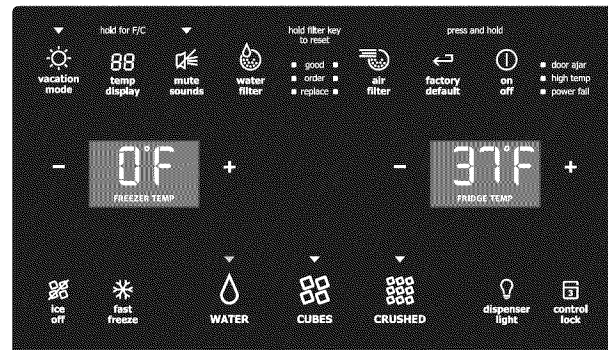 hold for F/C
hold filter key
to reset
press and hold
88
vacation
mode
temp
display
mute
sounds
water
filter
good
order
replace
air
filter
factory
default
on
off
door ajar
high temp
power fail
- 0°F +
FREEZER TEMP
- 37°F +
FRIDGE TEMP
ice
off
fast
freeze
WATER
CUBES
CRUSHED
dispenser
light
3
control
lock